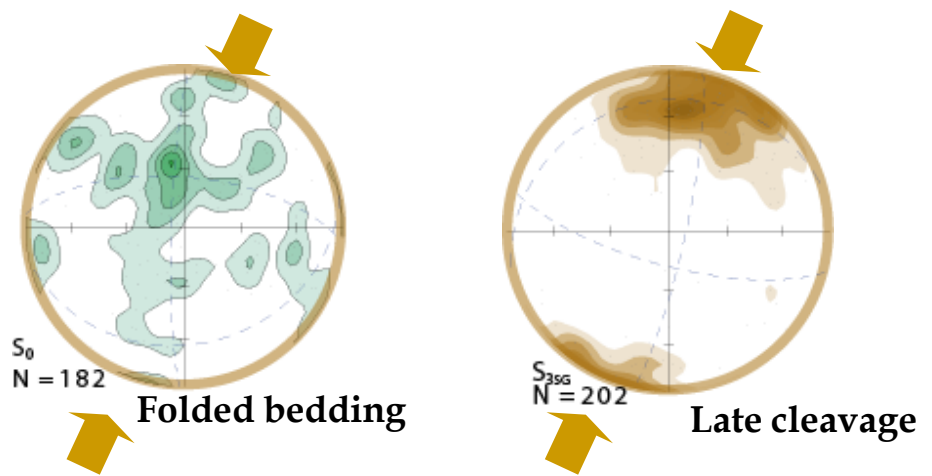 S₀
N = 182
Folded bedding
S₃SG
N = 202
Late cleavage